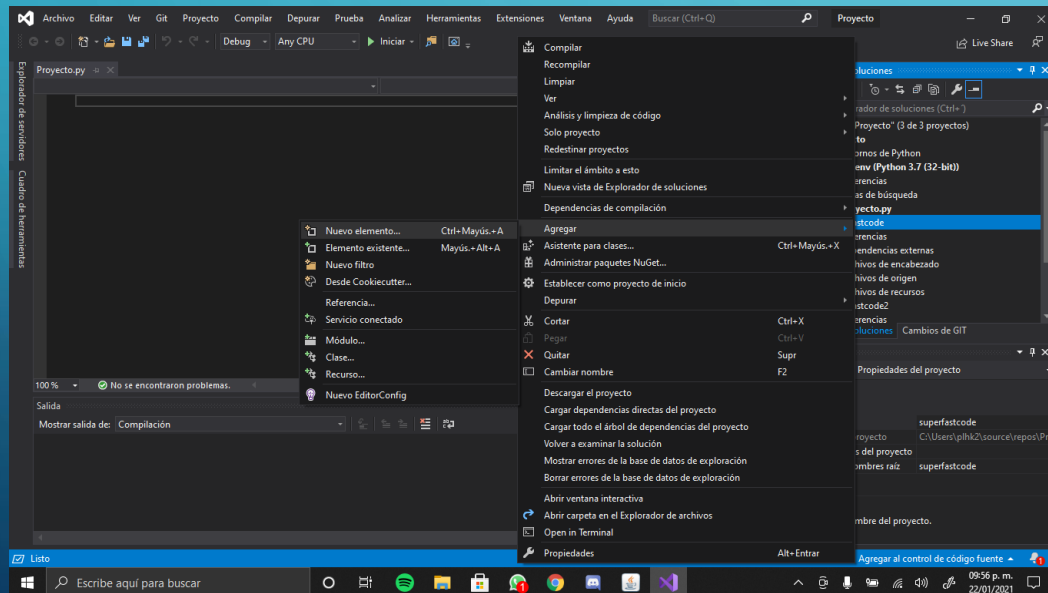 Archivo Editar Ver Git Proyecto Compilar Depurar Prueba Analizar Herramientas Extensiones Ventana Ayuda Buscar (Ctrl+Q) Proyecto
Debug Any CPU Iniciar Live Share
Explorador de servidores
Cuadro de herramientas
Proyecto.py
100 % No se encontraron problemas.
Salida
Mostrar salida de: Compilación
Nuevo elemento... Ctrl+Mayús.+A
Elemento existente... Mayús.+Alt+A
Nuevo filtro
Desde Cookiecutter...
Referencia...
Servicio conectado
Módulo...
Clase...
Recurso...
Nuevo EditorConfig
Compilar
Recompilar
Limpiar
Ver
Análisis y limpieza de código
Solo proyecto
Redestinar proyectos
Limitar el ámbito a esto
Nueva vista de Explorador de soluciones
Dependencias de compilación
Agregar
Asistente para clases... Ctrl+Mayús.+X
Administrar paquetes NuGet...
Establecer como proyecto de inicio
Depurar
Cortar Ctrl+X
Pegar Ctrl+V
Quitar Supr
Cambiar nombre F2
Descargar el proyecto
Cargar dependencias directas del proyecto
Cargar todo el árbol de dependencias del proyecto
Volver a examinar la solución
Mostrar errores de la base de datos de exploración
Borrar errores de la base de datos de exploración
Abrir ventana interactiva
Abrir carpeta en el Explorador de archivos
Open in Terminal
Propiedades Alt+Entrar
oluciones
rador de soluciones (Ctrl+´)
Proyecto" (3 de 3 proyectos)
to
ornos de Python
env (Python 3.7 (32-bit))
erencias
as de búsqueda
yecto.py
stcode
erencias
endencias externas
hivos de encabezado
hivos de origen
hivos de recursos
stcode2
erencias
oluciones Cambios de GIT
Propiedades del proyecto
superfastcode
royecto C:\Users\plhk2\source\repos\Pr
s del proyecto
ombres raíz superfastcode
mbre del proyecto.
Listo Agregar al control de código fuente 1
Escribe aquí para buscar 1 09:56 p. m.
22/01/2021